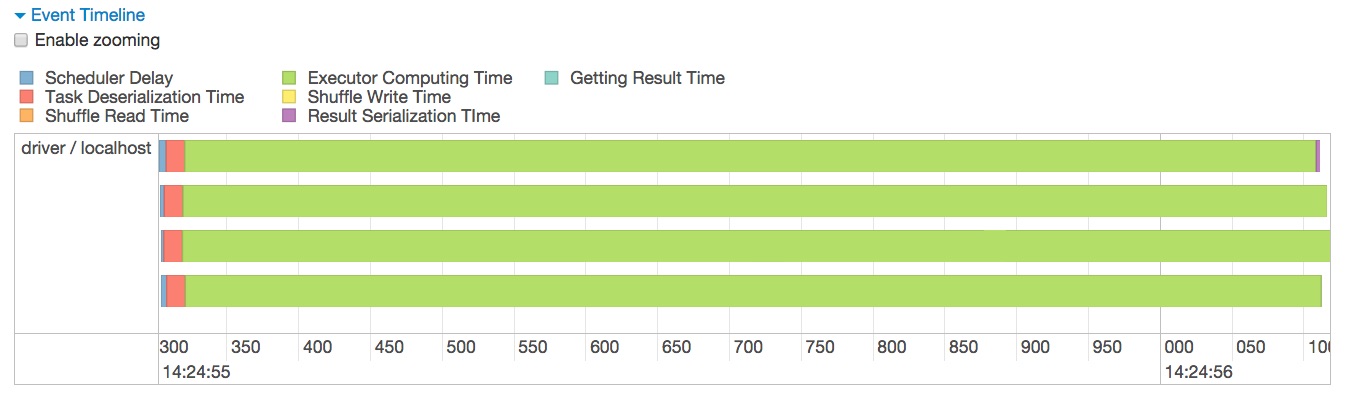 Event Timeline
Enable zooming
Scheduler Delay Executor Computing Time Getting Result Time
Task Deserialization Time Shuffle Write Time
Shuffle Read Time Result Serialization TIme
driver / localhost
300 350 400 450 500 550 600 650 700 750 800 850 900 950 000 050 100
14:24:55 14:24:56